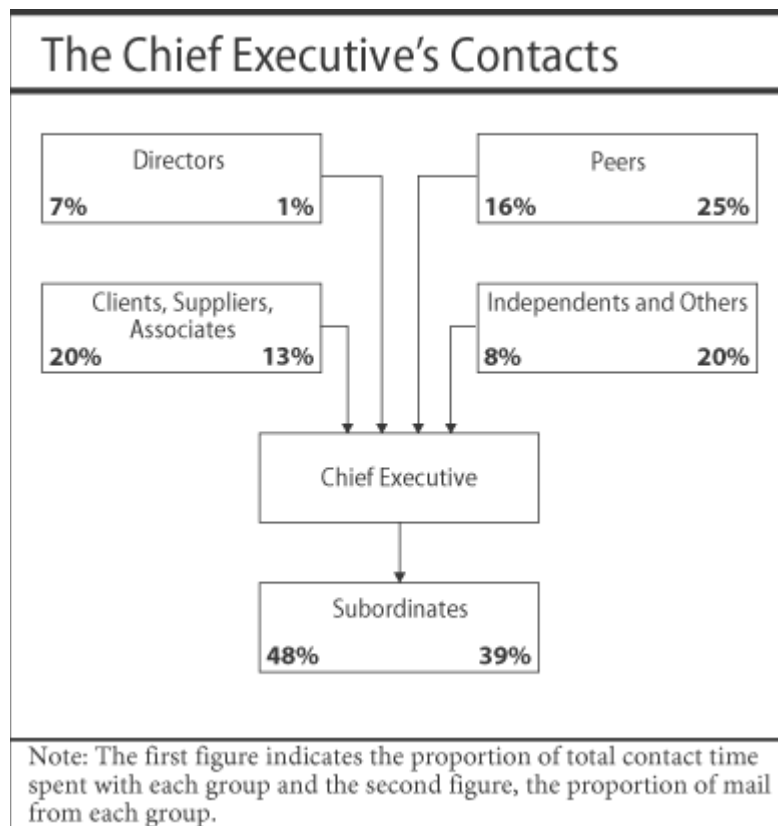 The Chief Executive's Contacts
Directors
7% 1%
Peers
16% 25%
Clients, Suppliers,
Associates
20% 13%
Independents and Others
8% 20%
Chief Executive
Subordinates
48% 39%
Note: The first figure indicates the proportion of total contact time
spent with each group and the second figure, the proportion of mail
from each group.